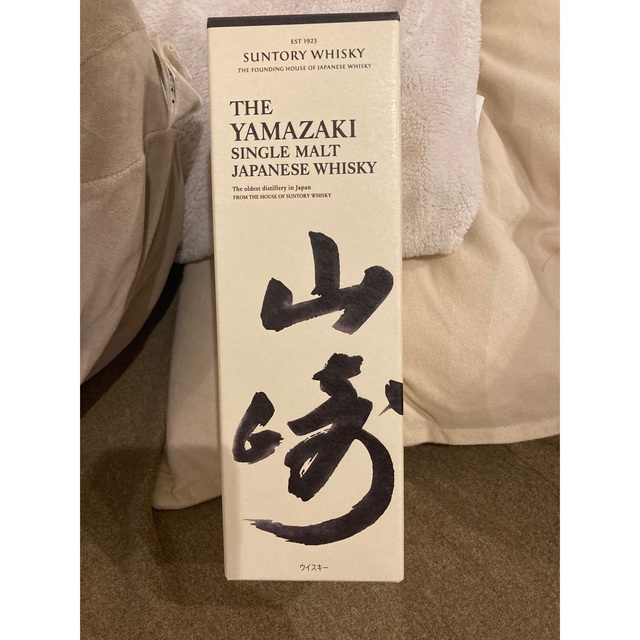 EST 1923
SUNTORY WHISKY
THE FOUNDING HOUSE OF JAPANESE WHISKY
THE
YAMAZAKI
SINGLE MALT
JAPANESE WHISKY
The oldest distillery in Japan
FROM THE HOUSE OF SUNTORY WHISKY
山
崎
ウイスキー